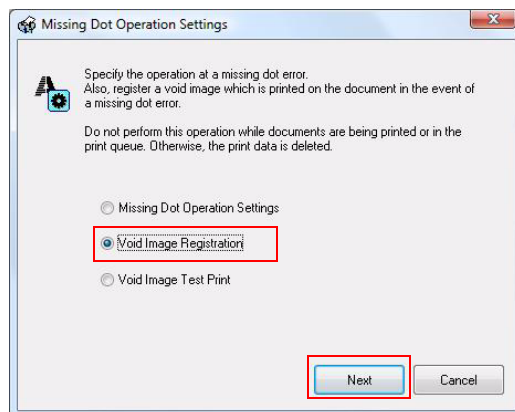 Missing Dot Operation Settings
Specify the operation at a missing dot error.
Also, register a void image which is printed on the document in the event of
a missing dot error.
Do not perform this operation while documents are being printed or in the
print queue. Otherwise, the print data is deleted.
Missing Dot Operation Settings
Void Image Registration
Void Image Test Print
Next
Cancel